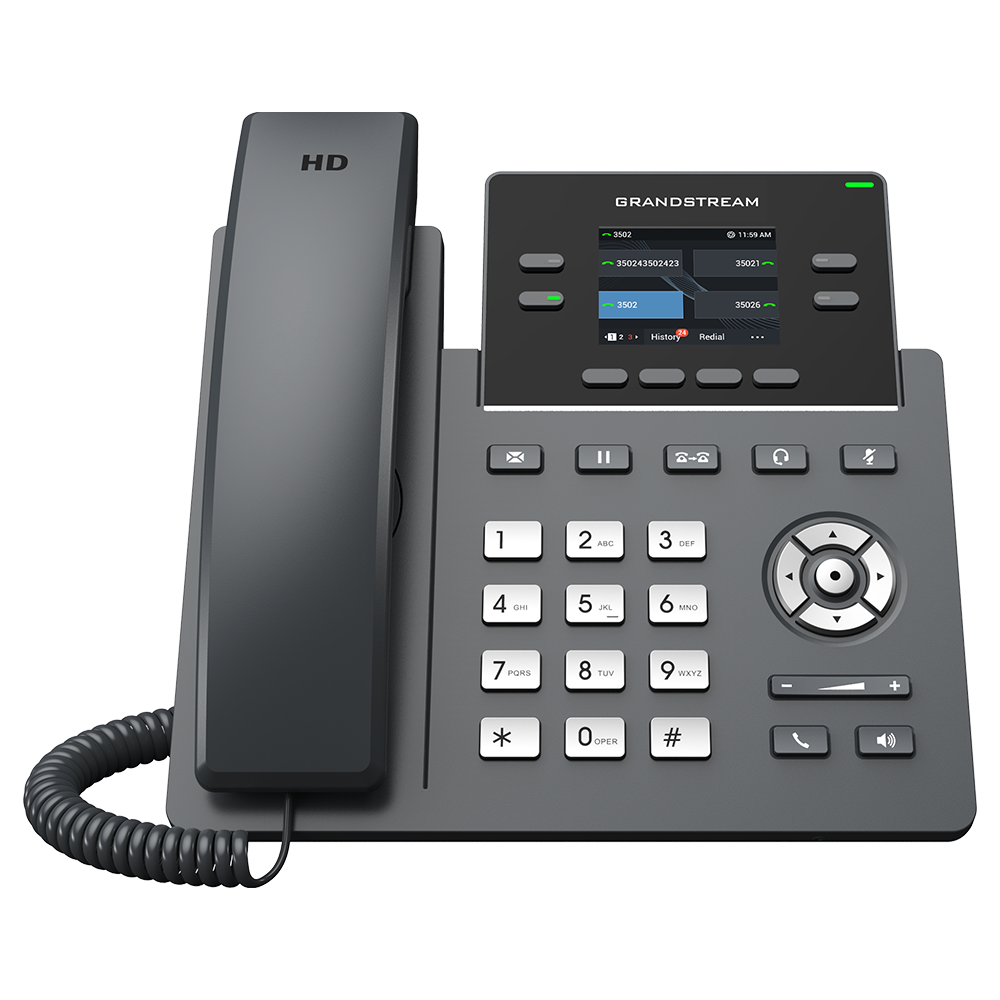 HD
GRANDSTREAM
3502 11:59 AM
350243502423 35021
3502 35026
1 2 3 History 24 Redial ...
1 2 ABC 3 DEF
4 GHI 5 JKL 6 MNO
7 PQRS 8 TUV 9 WXYZ
* 0 OPER #
- +